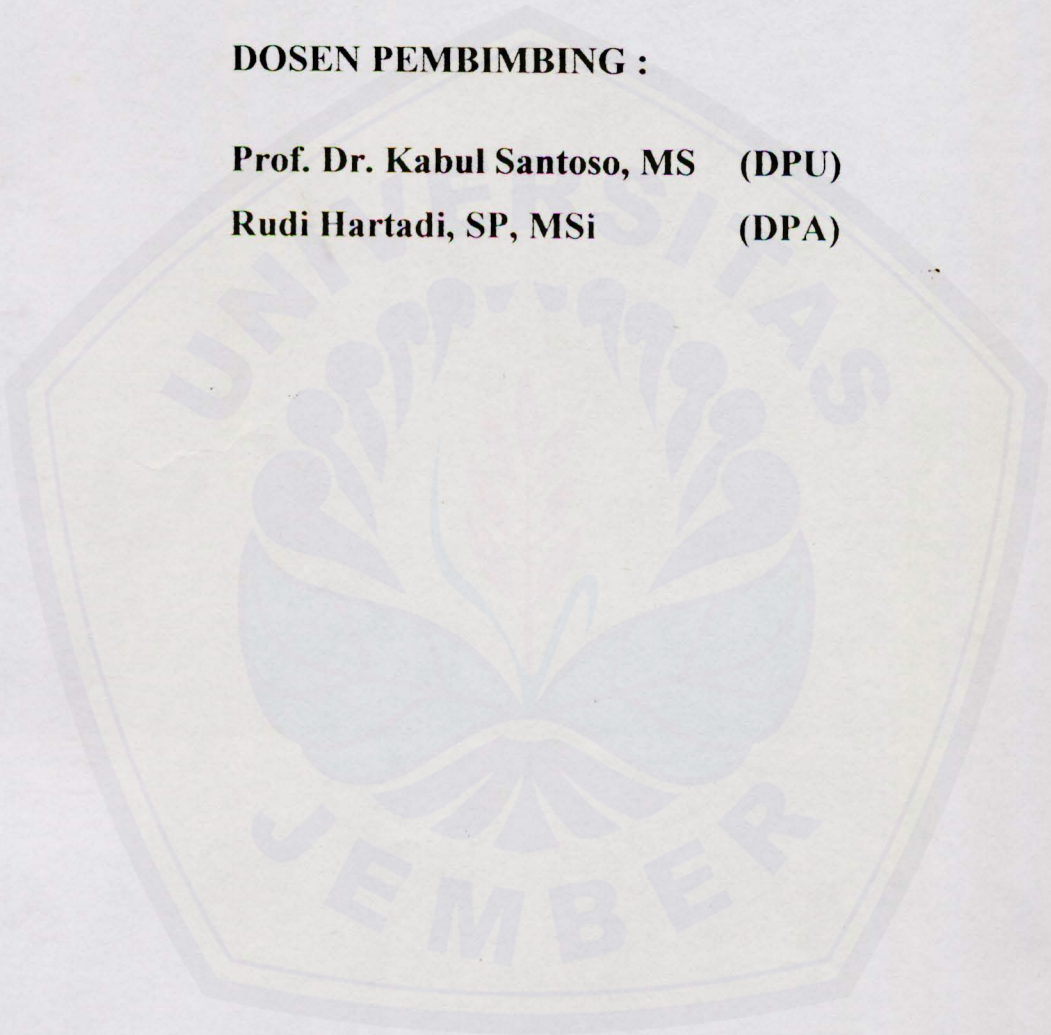 DOSEN PEMBIMBING :
Prof. Dr. Kabul Santoso, MS (DPU)
Rudi Hartadi, SP, MSi (DPA)
UNIVERSITAS
JEMBER